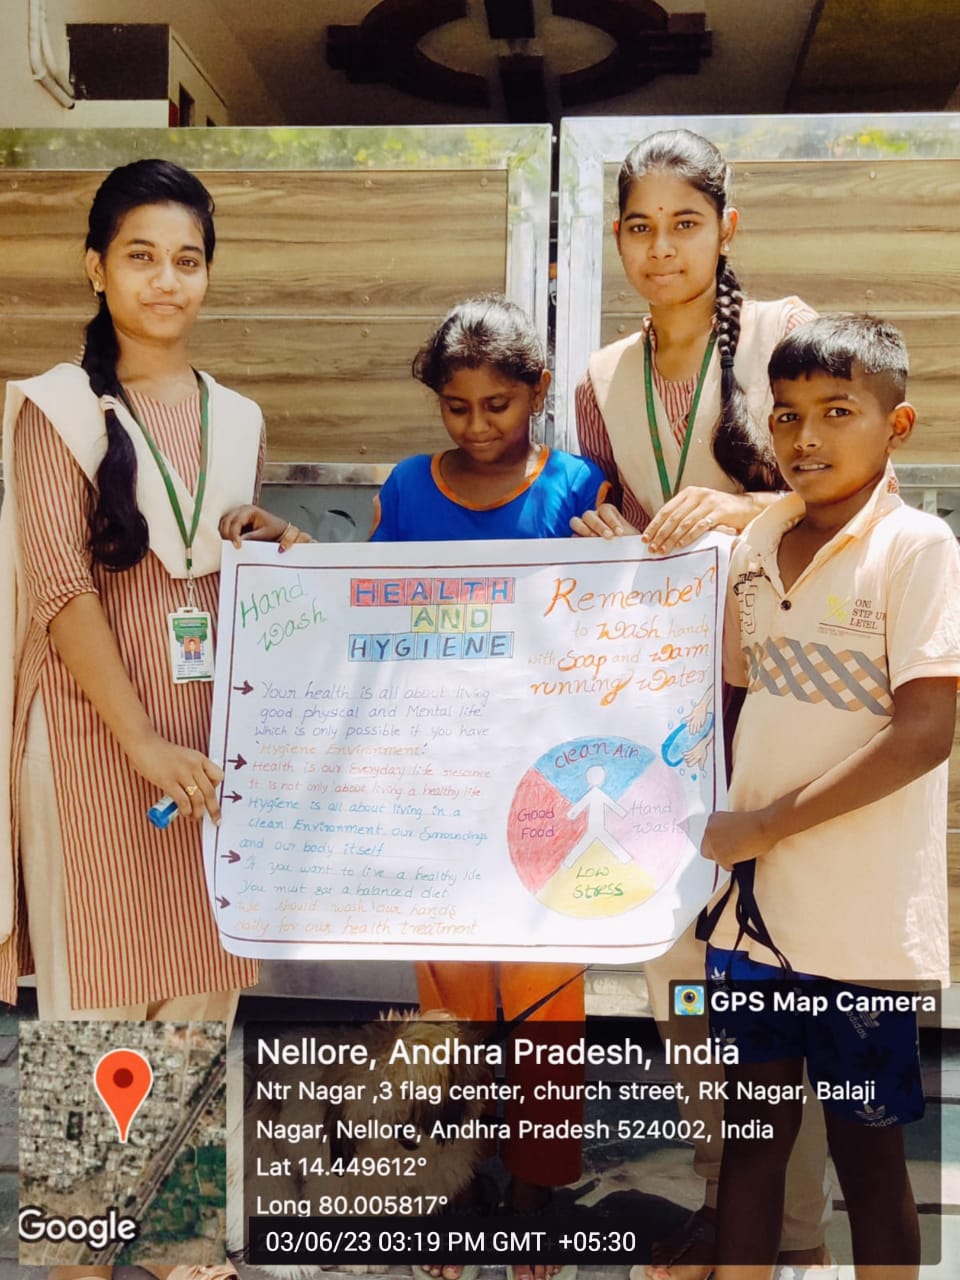 Hand
Wash
HEALTH
AND
HYGIENE
Remember
to Wash hands
with Soap and Warm
running Water
Your health is all about living
good physical and Mental life
Which is only possible if you have
"Hygiene Environment."
Health is our Everyday life
It is not only about living a healthy life
Hygiene is all about living in a
clean Environment our Surroundings
and our body itself
If you want to live a healthy life
You must eat a balanced diet
We should wash our hands
daily for our health treatment
Clean Air
Good
Food
Hand
wash
Low
Stress
ONE
STEP UP
LEVEL
adidas
adidas
GPS Map Camera
Nellore, Andhra Pradesh, India
Ntr Nagar ,3 flag center, church street, RK Nagar, Balaji
Nagar, Nellore, Andhra Pradesh 524002, India
Lat 14.449612°
Long 80.005817°
03/06/23 03:19 PM GMT +05:30
Google